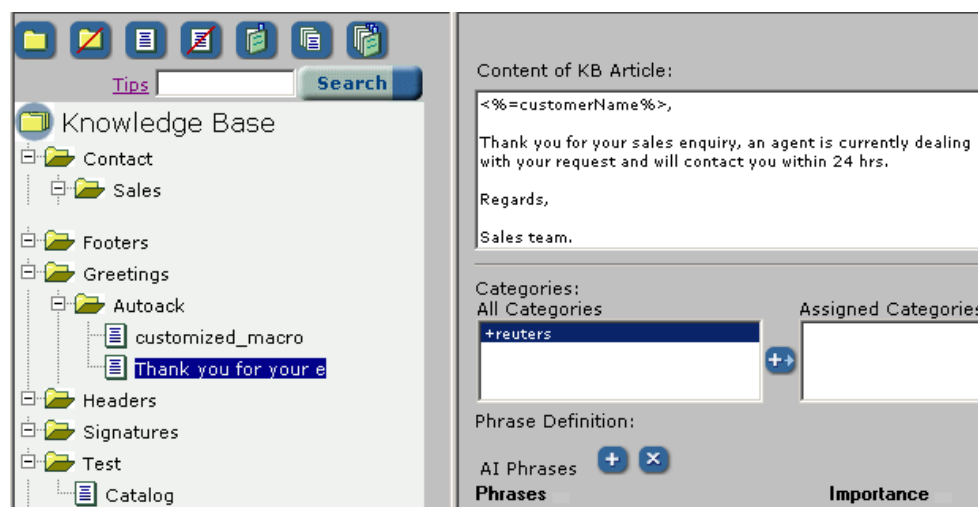 Tips
Search
Knowledge Base
Contact
Sales
Footers
Greetings
Autoack
customized_macro
Thank you for your e
Headers
Signatures
Test
Catalog
Content of KB Article:
<%=customerName%>,
Thank you for your sales enquiry, an agent is currently dealing
with your request and will contact you within 24 hrs.
Regards,
Sales team.
Categories:
All Categories
Assigned Categories
+reuters
Phrase Definition:
AI Phrases
Phrases
Importance